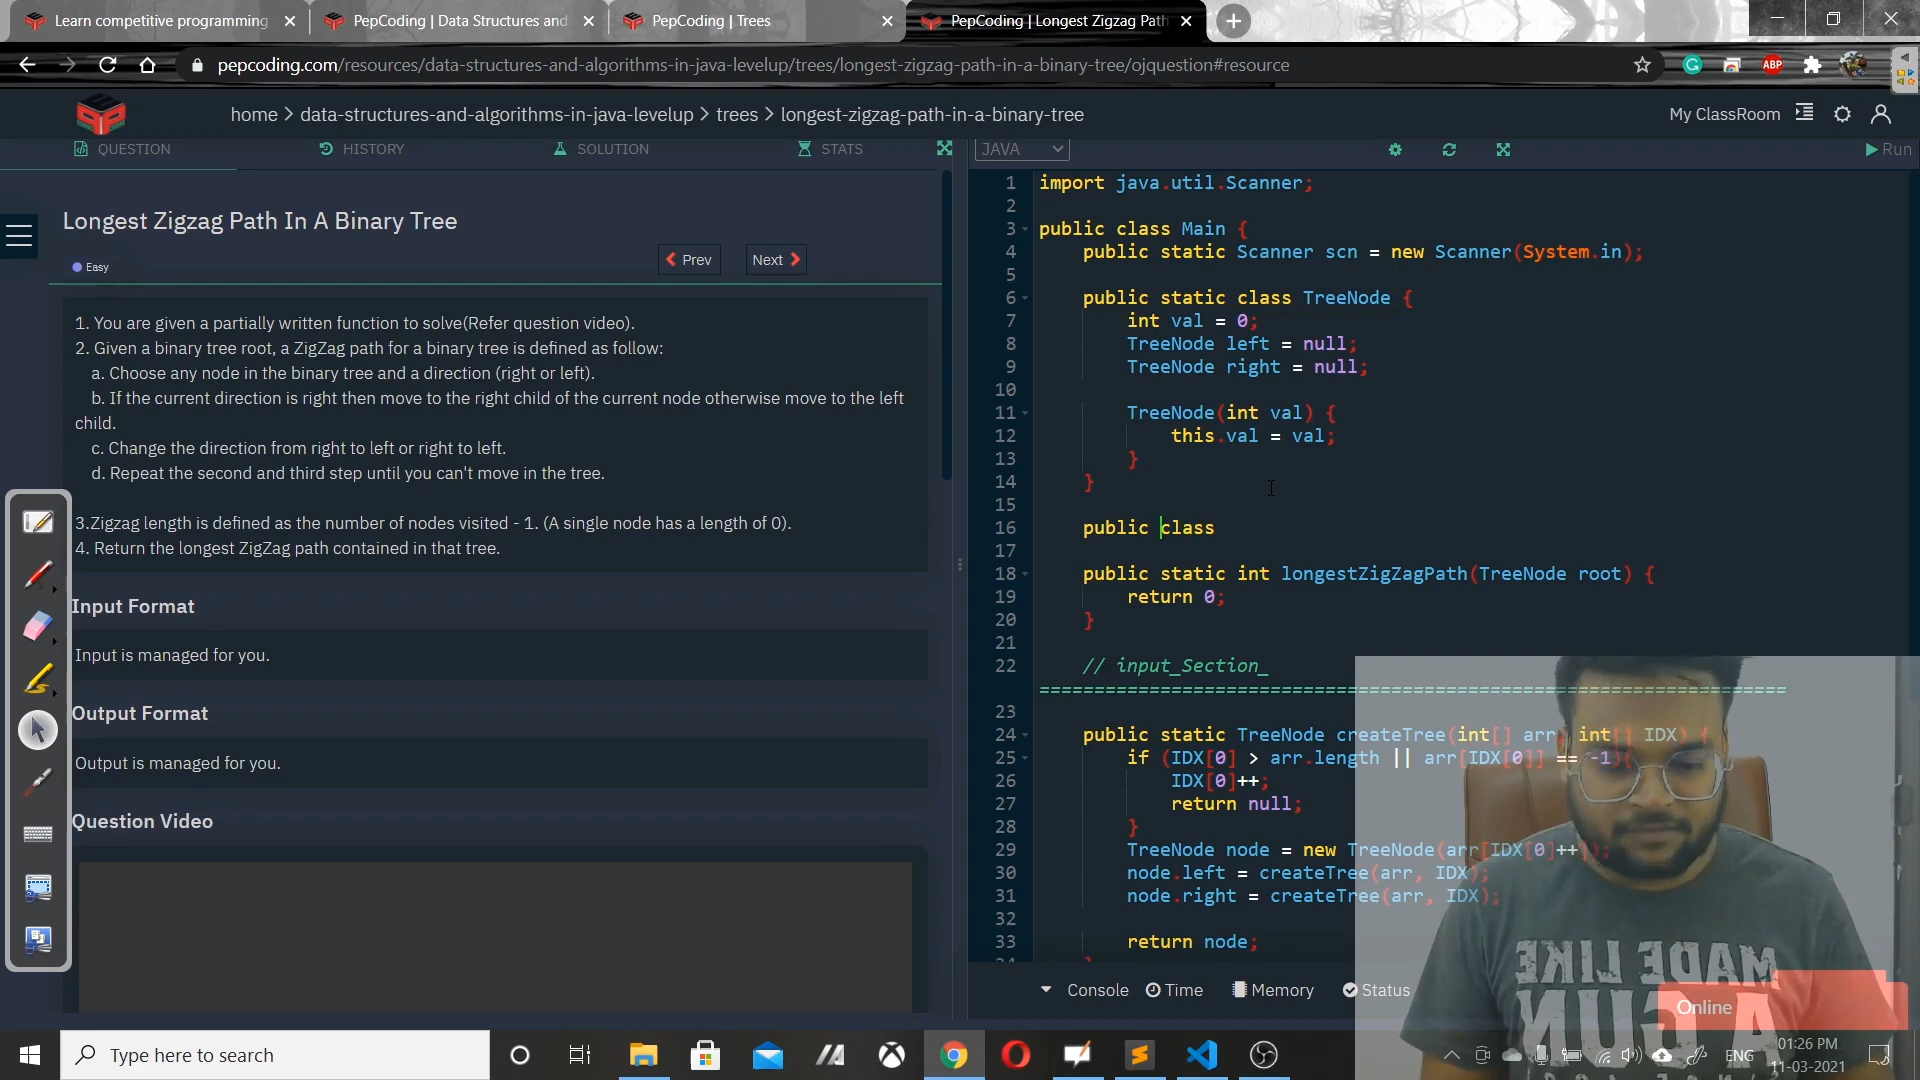 Learn competitive programming
PepCoding | Data Structures and
PepCoding | Trees
PepCoding | Longest Zigzag Path
pepcoding.com/resources/data-structures-and-algorithms-in-java-levelup/trees/longest-zigzag-path-in-a-binary-tree/ojquestion#resource
ABP
home > data-structures-and-algorithms-in-java-levelup > trees > longest-zigzag-path-in-a-binary-tree
My ClassRoom
QUESTION
HISTORY
SOLUTION
STATS
JAVA
Run
Longest Zigzag Path In A Binary Tree
Easy
Prev
Next
1. You are given a partially written function to solve(Refer question video).
2. Given a binary tree root, a ZigZag path for a binary tree is defined as follow:
a. Choose any node in the binary tree and a direction (right or left).
b. If the current direction is right then move to the right child of the current node otherwise move to the left
child.
c. Change the direction from right to left or right to left.
d. Repeat the second and third step until you can't move in the tree.
3.Zigzag length is defined as the number of nodes visited - 1. (A single node has a length of 0).
4. Return the longest ZigZag path contained in that tree.
Input Format
Input is managed for you.
Output Format
Output is managed for you.
Question Video
1 import java.util.Scanner;
2
3 public class Main {
4 public static Scanner scn = new Scanner(System.in);
5
6 public static class TreeNode {
7 int val = 0;
8 TreeNode left = null;
9 TreeNode right = null;
10
11 TreeNode(int val) {
12 this.val = val;
13 }
14 }
15
16 public class
17
18 public static int longestZigZagPath(TreeNode root) {
19 return 0;
20 }
21
22 // input_Section_
====================================================================
23
24 public static TreeNode createTree(int[] arr, int[] IDX) {
25 if (IDX[0] > arr.length || arr[IDX[0]] == -1){
26 IDX[0]++;
27 return null;
28 }
29 TreeNode node = new TreeNode(arr[IDX[0]++]);
30 node.left = createTree(arr, IDX);
31 node.right = createTree(arr, IDX);
32
33 return node;
Console
Time
Memory
Status
MADE LIKE
A GUN
Online
Type here to search
ENG
01:26 PM
11-03-2021